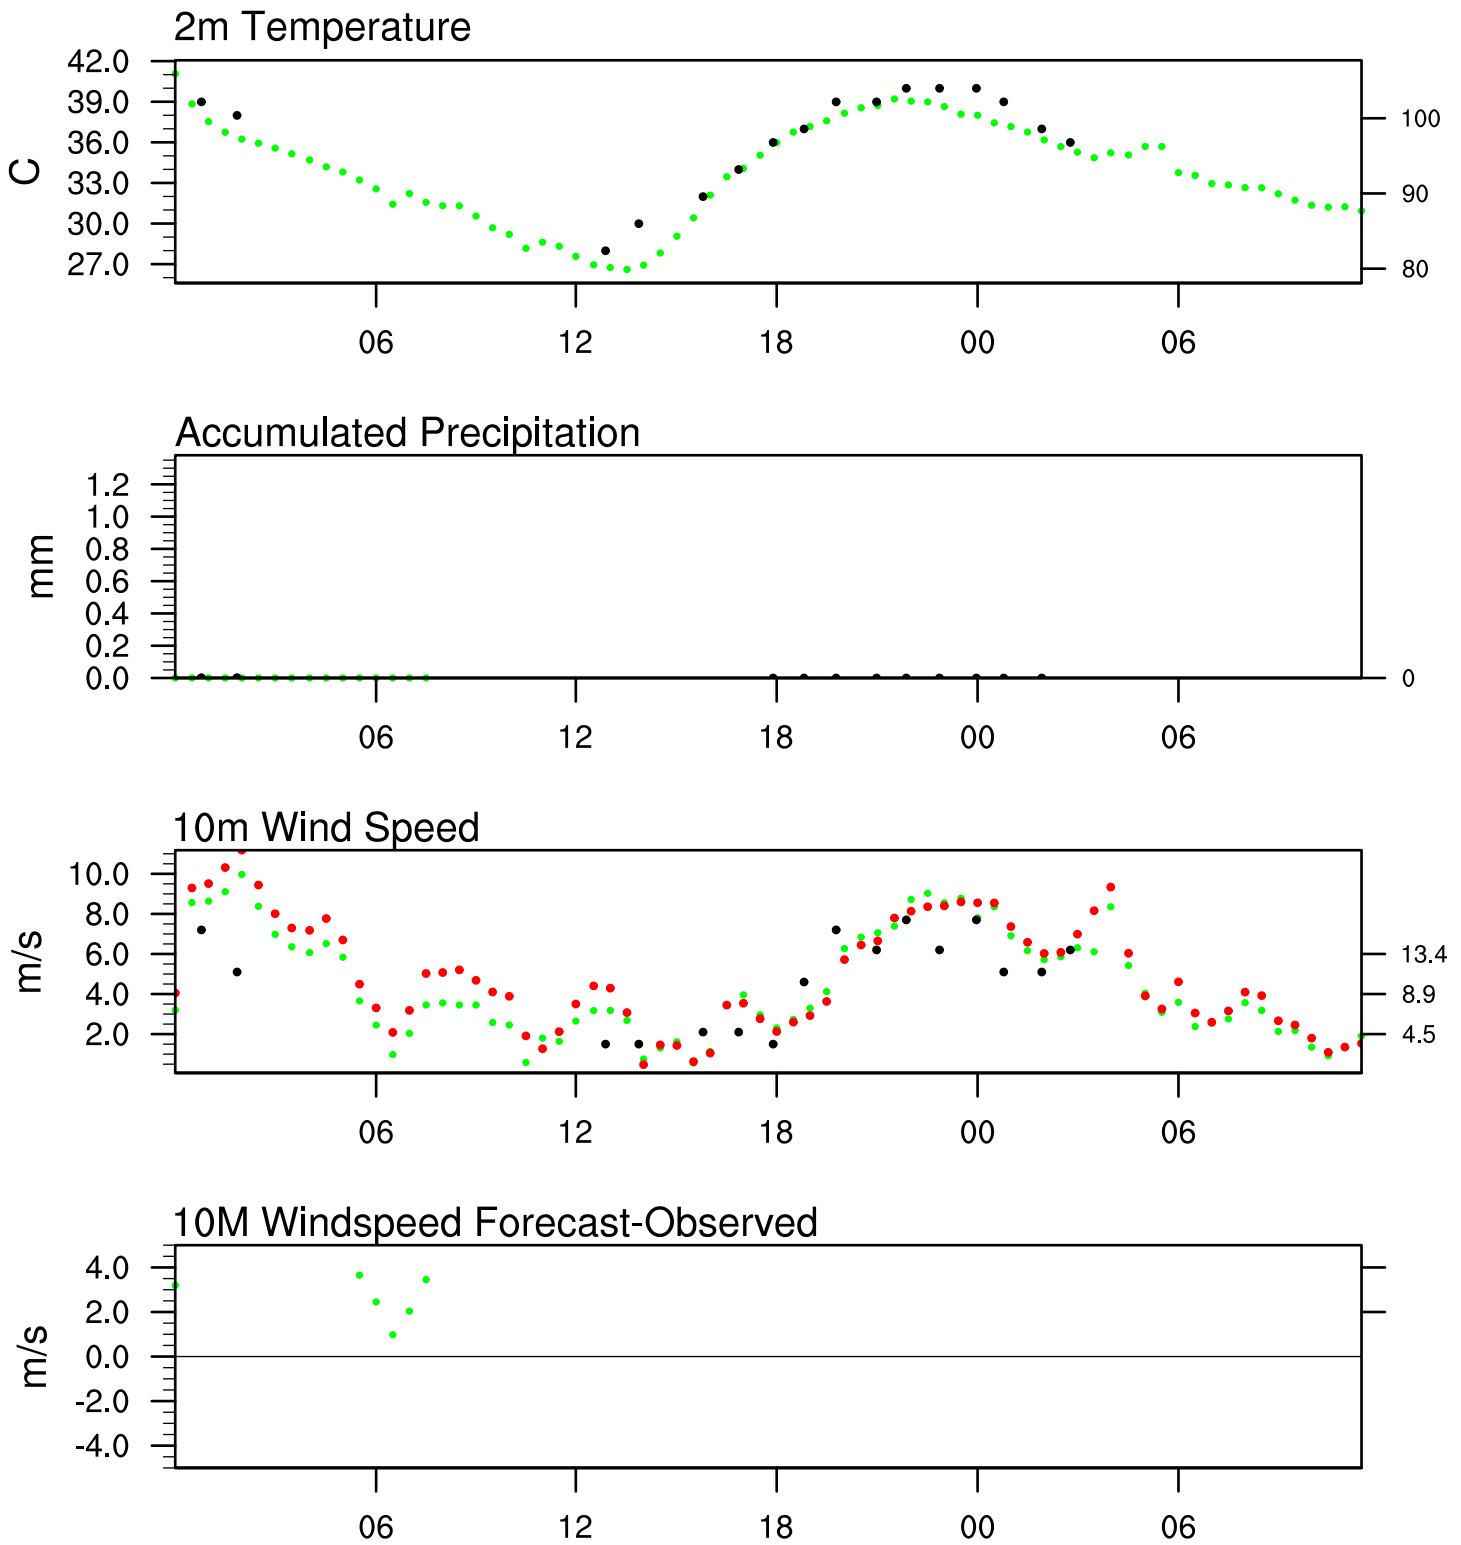 2m Temperature
42.0
39.0
36.0
33.0
30.0
27.0
C
100
90
80
06 12 18 00 06
Accumulated Precipitation
1.2
1.0
0.8
0.6
0.4
0.2
0.0
mm
0
06 12 18 00 06
10m Wind Speed
10.0
8.0
6.0
4.0
2.0
m/s
13.4
8.9
4.5
06 12 18 00 06
10M Windspeed Forecast-Observed
4.0
2.0
0.0
-2.0
-4.0
m/s
06 12 18 00 06